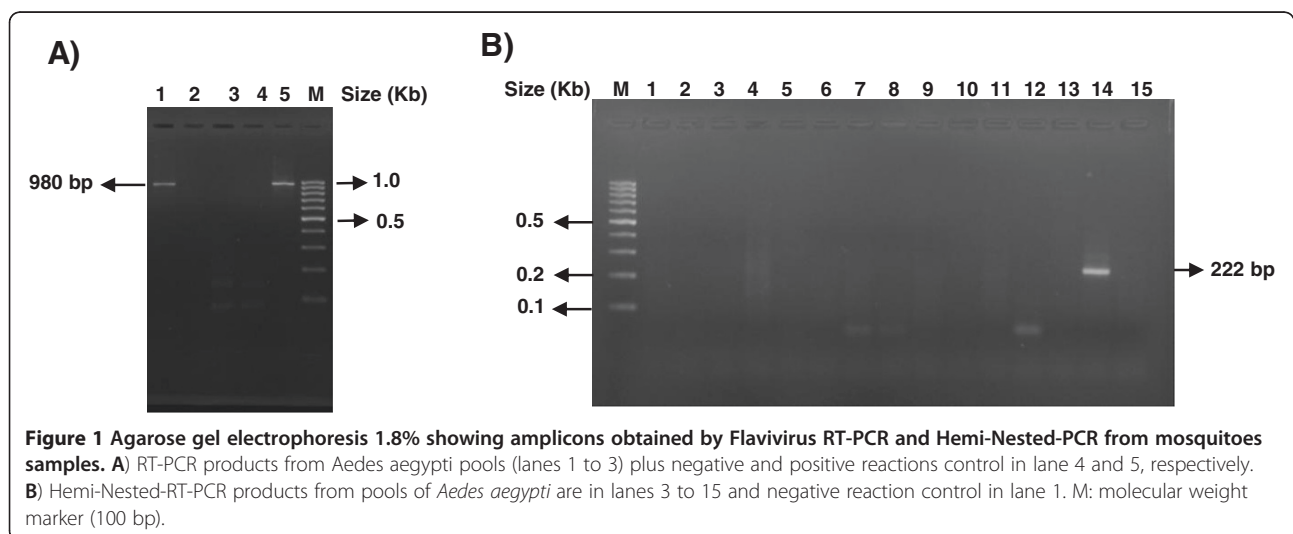 A)
1 2 3 4 5 M Size (Kb)
980 bp
1.0
0.5
B)
Size (Kb) M 1 2 3 4 5 6 7 8 9 10 11 12 13 14 15
0.5
0.2
0.1
222 bp
Figure 1 Agarose gel electrophoresis 1.8% showing amplicons obtained by Flavivirus RT-PCR and Hemi-Nested-PCR from mosquitoes
samples. A) RT-PCR products from Aedes aegypti pools (lanes 1 to 3) plus negative and positive reactions control in lane 4 and 5, respectively.
B) Hemi-Nested-RT-PCR products from pools of Aedes aegypti are in lanes 3 to 15 and negative reaction control in lane 1. M: molecular weight
marker (100 bp).